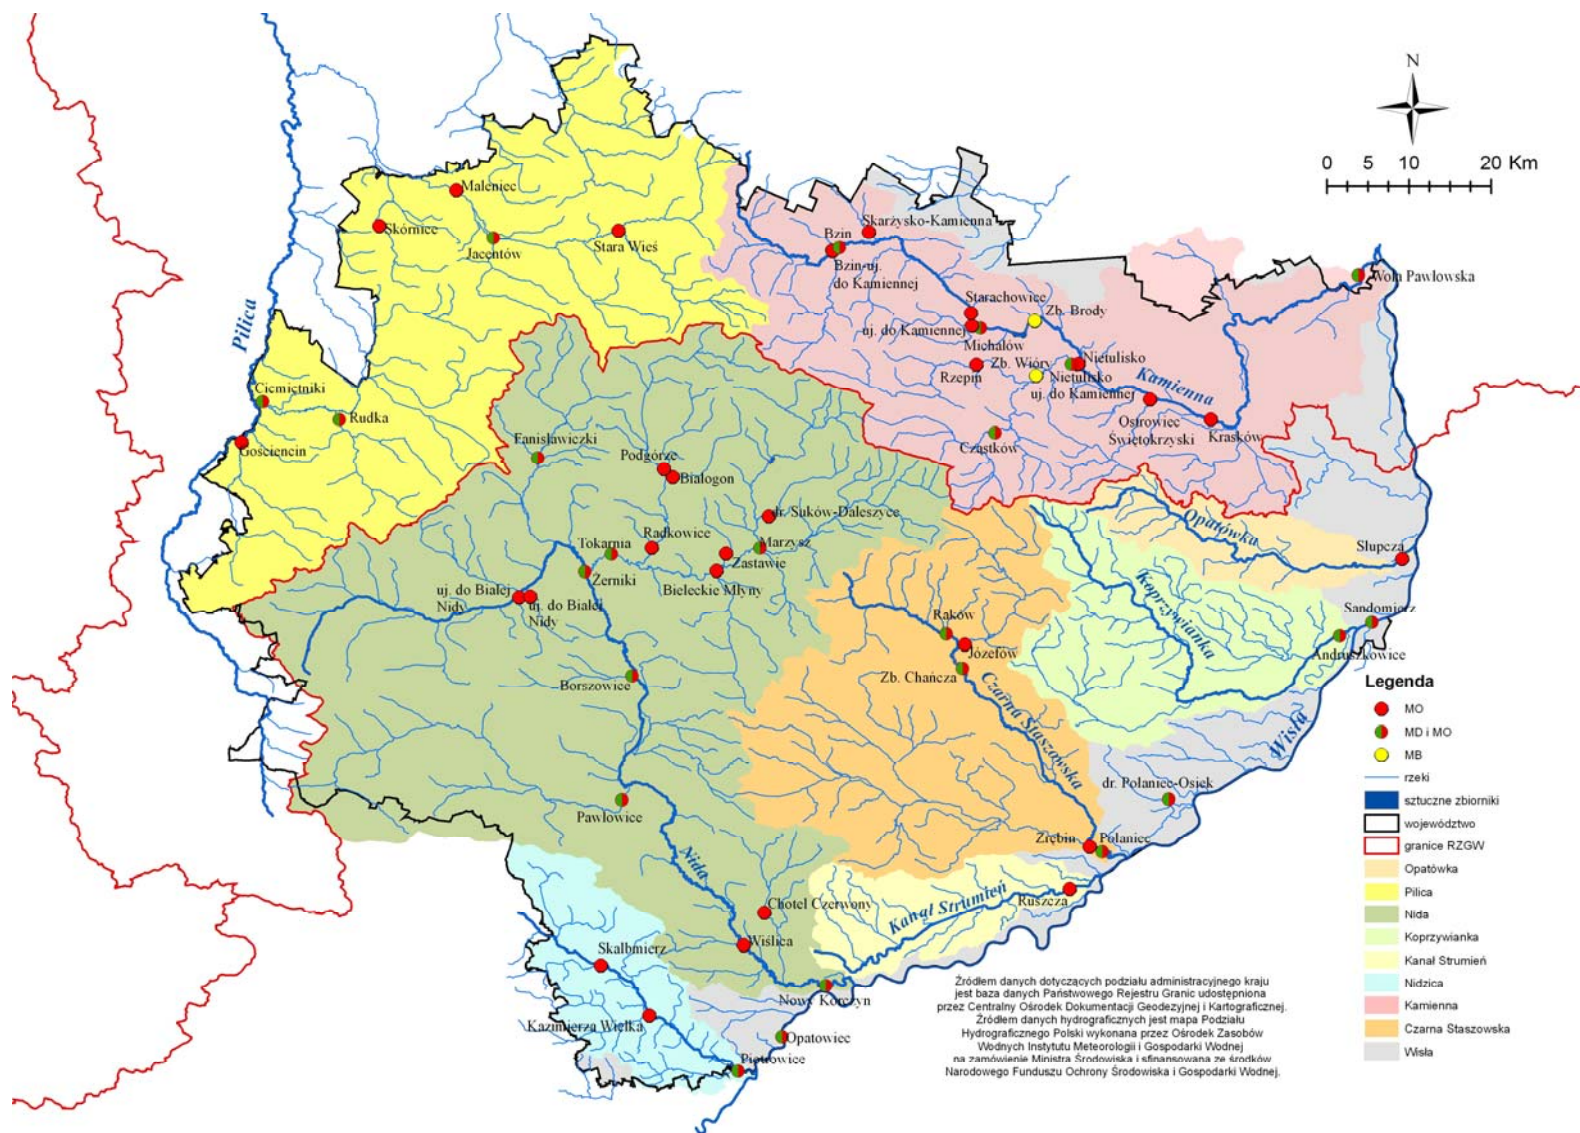 N
0 5 10 20 Km
Maleniec
Skórnice
Jacentów
Stara Wieś
Skarżysko-Kamienna
Bzin
Bzin-uj.
do Kamiennej
Wola Pawłowska
Pilica
Starachowice
Zb. Brody
uj. do Kamiennej
Michałów
Zb. Wióry
Nietulisko
Rzepin
Nietulisko
uj. do Kamiennej
Kamienna
Ciemiętniki
Rudka
Gościencin
Ostrowiec
Świętokrzyski
Krasków
Cząstków
Fanisławiczki
Podgórze
Białogon
dr. Suków-Daleszyce
Opatówka
Radkowice
Tokarnia
Marzysz
Słupcza
Zastawie
Żerniki
Bieleckie Młyny
uj. do Białej
Nidy
uj. do Białej
Nidy
Koprzywianka
Sandomierz
Raków
Józefów
Andruszkowice
Zb. Chańcza
Borszowice
Czarna Staszowska
Wisła
dr. Połaniec-Osiek
Pawłowice
Zrębin
Połaniec
Nida
Kanał Strumień
Ruszcza
Chotel Czerwony
Wiślica
Skalbmierz
Nowy Korczyn
Kazimierza Wielka
Opatowiec
Piotrowice
Legenda
MO
MD i MO
MB
rzeki
sztuczne zbiorniki
województwo
granice RZGW
Opatówka
Pilica
Nida
Koprzywianka
Kanał Strumień
Nidzica
Kamienna
Czarna Staszowska
Wisła
Źródłem danych dotyczących podziału administracyjnego kraju
jest baza danych Państwowego Rejestru Granic udostępniona
przez Centralny Ośrodek Dokumentacji Geodezyjnej i Kartograficznej.
Źródłem danych hydrograficznych jest mapa Podziału
Hydrograficznego Polski wykonana przez Ośrodek Zasobów
Wodnych Instytutu Meteorologii i Gospodarki Wodnej
na zamówienie Ministra Środowiska i sfinansowana ze środków
Narodowego Funduszu Ochrony Środowiska i Gospodarki Wodnej.